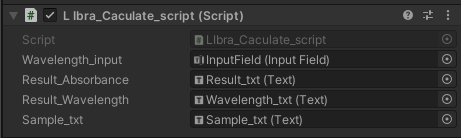 # L Ibra_Caculate_script (Script)
Script # LIbra_Caculate_script
Wavelength_input InputField (Input Field)
Result_Absorbance T Result_txt (Text)
Result_Wavelength T Wavelength_txt (Text)
Sample_txt T Sample_txt (Text)